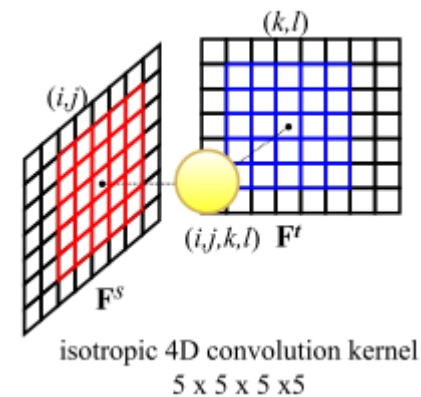 (k,l)
(i,j)
(i,j,k,l)
F^t
F^s
isotropic 4D convolution kernel
5 x 5 x 5 x5